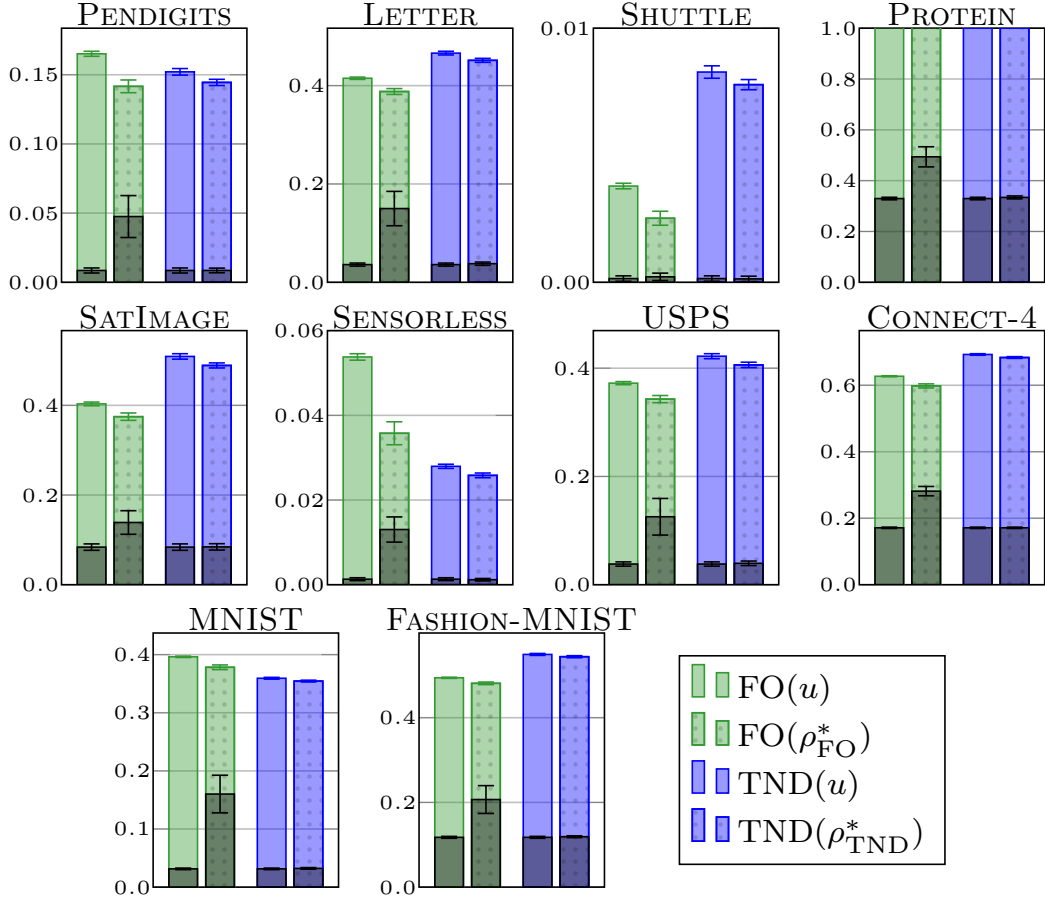 PENDIGITS
0.15
0.10
0.05
0.00
LETTER
0.4
0.2
0.0
SHUTTLE
0.01
0.00
PROTEIN
1.0
0.8
0.6
0.4
0.2
0.0
SATIMAGE
0.4
0.2
0.0
SENSORLESS
0.06
0.04
0.02
0.00
USPS
0.4
0.2
0.0
CONNECT-4
0.6
0.4
0.2
0.0
MNIST
0.4
0.3
0.2
0.1
0.0
FASHION-MNIST
0.4
0.2
0.0
FO(u)
FO(ρ*FO)
TND(u)
TND(ρ*TND)